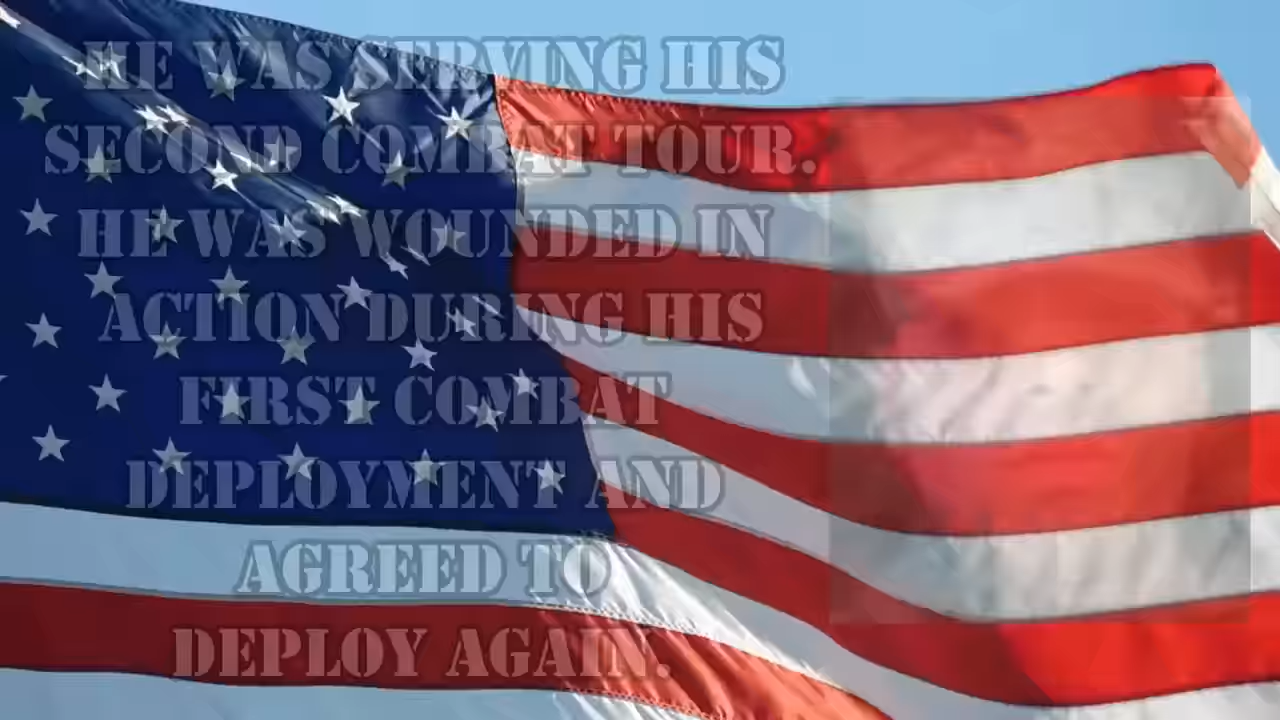 HE WAS SERVING HIS
SECOND COMBAT TOUR.
HE WAS WOUNDED IN
ACTION DURING HIS
FIRST COMBAT
DEPLOYMENT AND
AGREED TO
DEPLOY AGAIN.